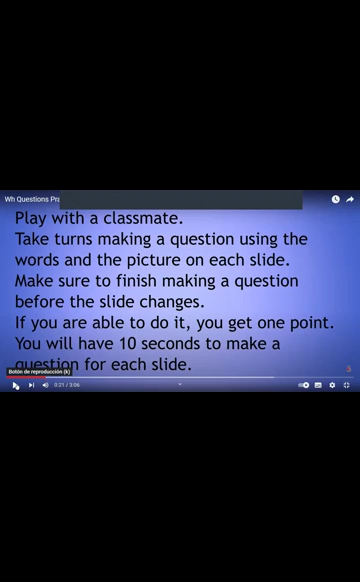 Wh Questions Pra
Play with a classmate.
Take turns making a question using the
words and the picture on each slide.
Make sure to finish making a question
before the slide changes.
If you are able to do it, you get one point.
You will have 10 seconds to make a
question for each slide.
3
Botón de reproducción (k)
0:21 / 3:06